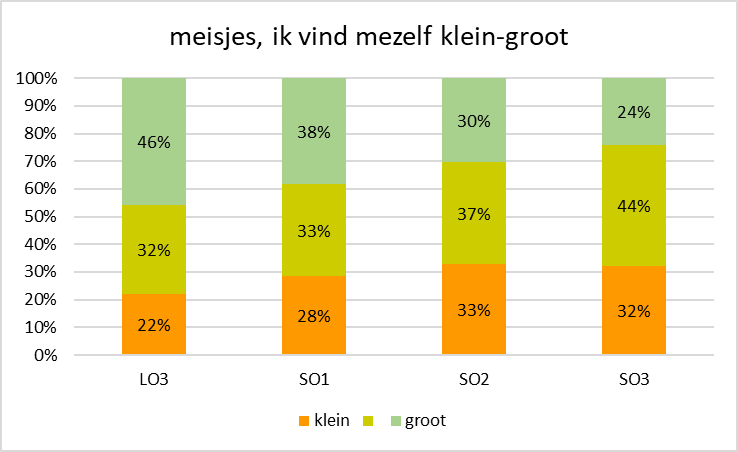 meisjes, ik vind mezelf klein-groot
100%
90%
80%
70%
60%
50%
40%
30%
20%
10%
0%
46% 38% 30% 24%
32% 33% 37% 44%
22% 28% 33% 32%
LO3 SO1 SO2 SO3
klein groot